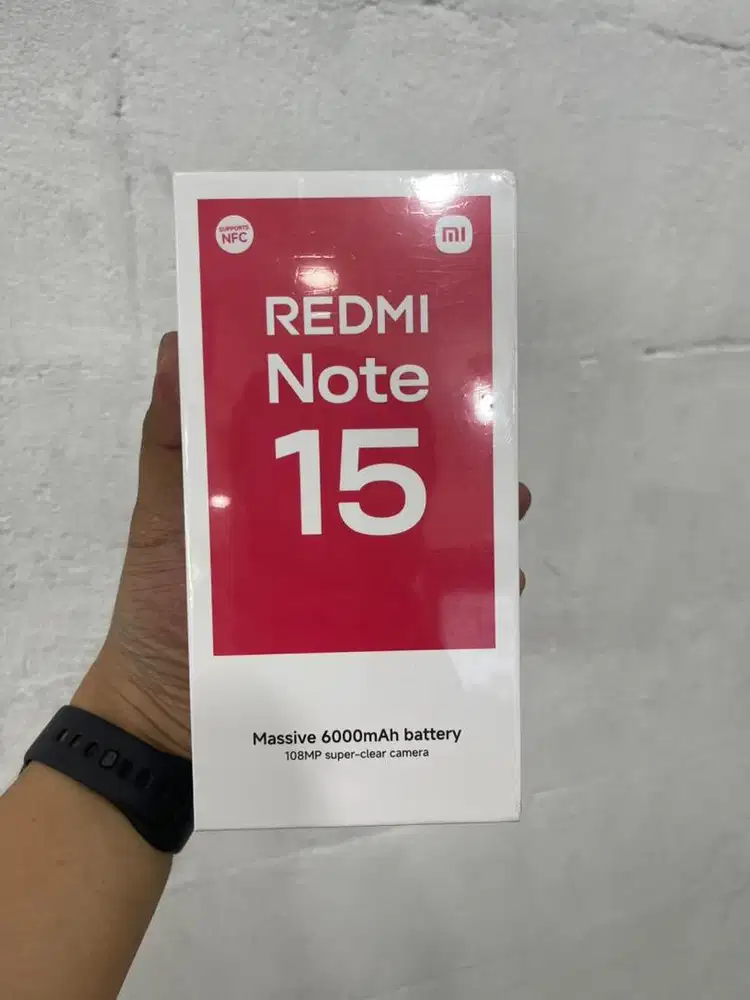 SUPPORTS
NFC
mi
REDMI
Note
15
Massive 6000mAh battery
108MP super-clear camera